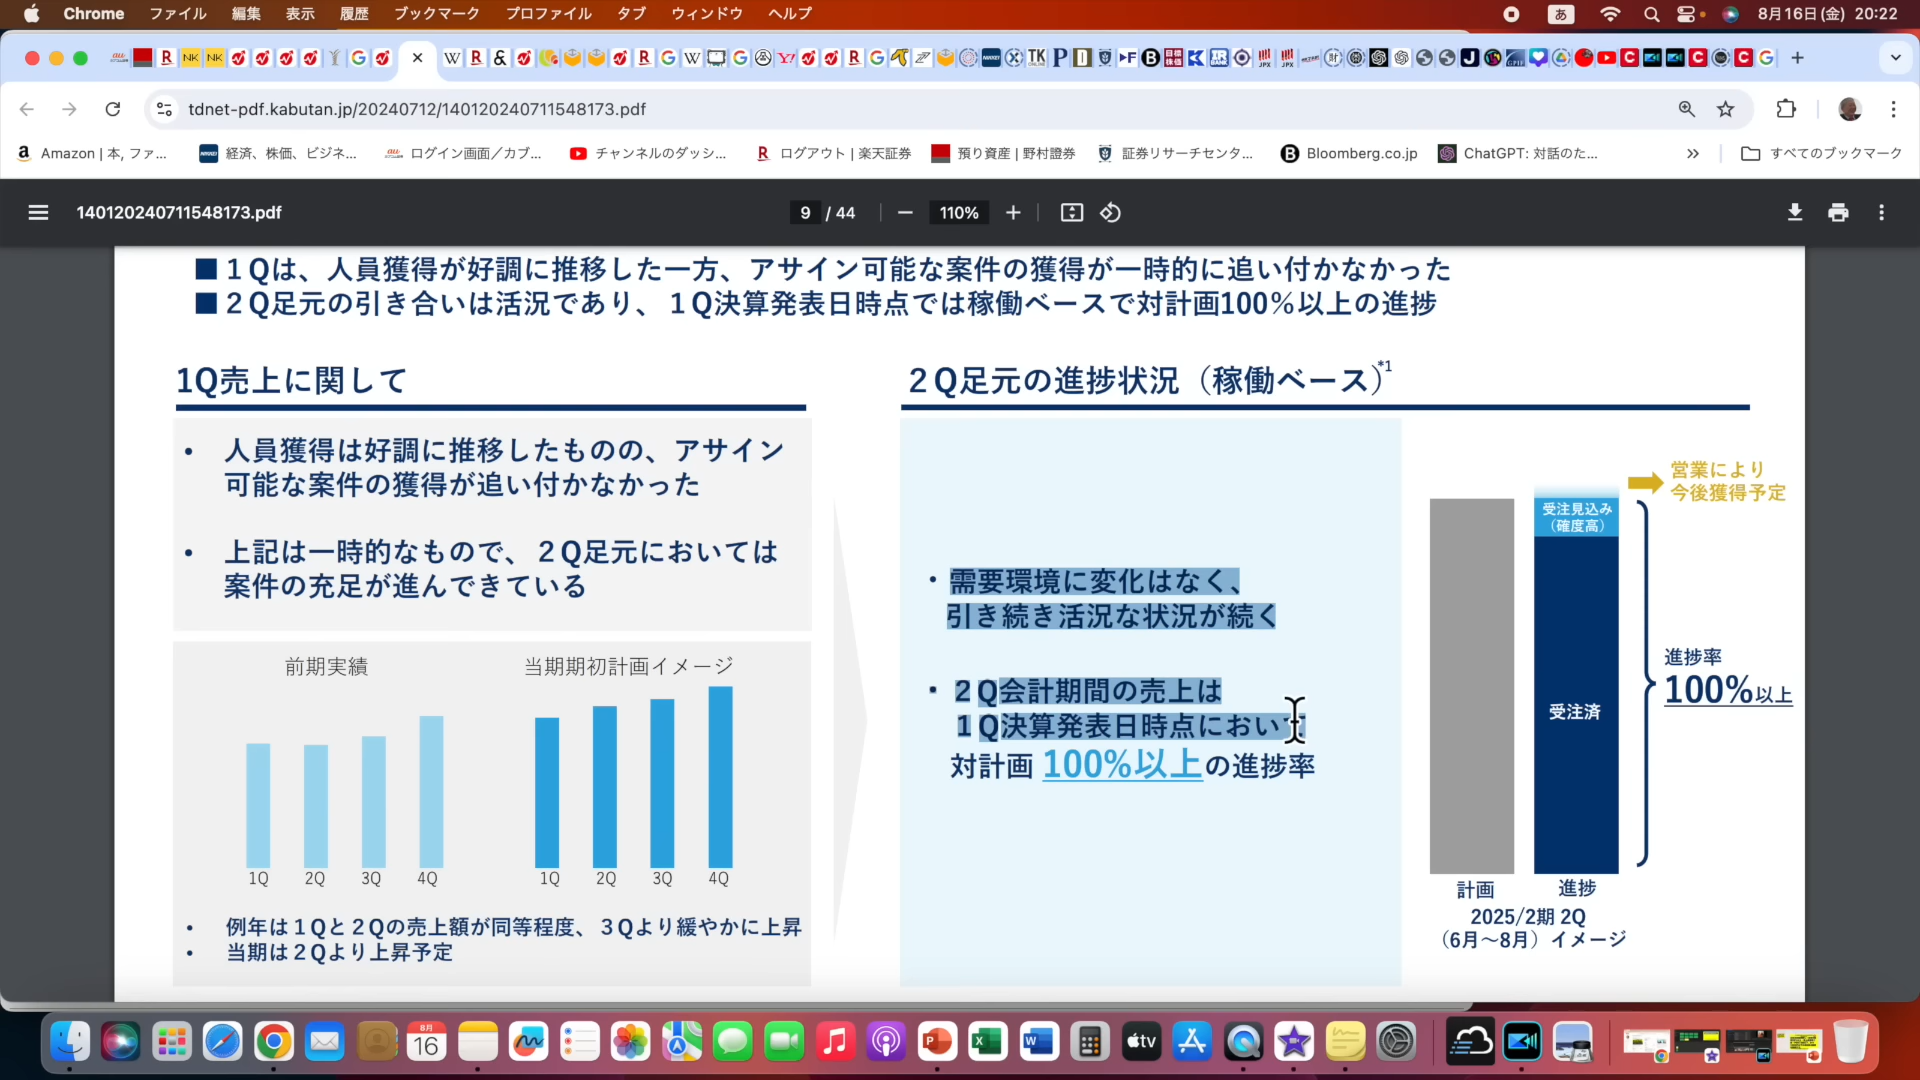 Chrome ファイル 編集 表示 履歴 ブックマーク プロファイル タブ ウィンドウ ヘルプ
あ 8月16日(金) 20:22
tdnet-pdf.kabutan.jp/20240712/140120240711548173.pdf
Amazon | 本, ファ... 経済、株価、ビジネ... ログイン画面／カブ... チャンネルのダッシ... ログアウト | 楽天証券 預り資産 | 野村證券 証券リサーチセンタ... Bloomberg.co.jp ChatGPT: 対話のた... すべてのブックマーク
140120240711548173.pdf
9 / 44
110%
■１Qは、人員獲得が好調に推移した一方、アサイン可能な案件の獲得が一時的に追い付かなかった
■２Q足元の引き合いは活況であり、１Q決算発表日時点では稼働ベースで対計画100％以上の進捗
1Q売上に関して
• 人員獲得は好調に推移したものの、アサイン
可能な案件の獲得が追い付かなかった
• 上記は一時的なもので、２Q足元においては
案件の充足が進んできている
前期実績
1Q 2Q 3Q 4Q
当期期初計画イメージ
1Q 2Q 3Q 4Q
• 例年は１Qと２Qの売上額が同等程度、３Qより緩やかに上昇
• 当期は２Qより上昇予定
２Q足元の進捗状況（稼働ベース）*1
• 需要環境に変化はなく、
引き続き活況な状況が続く
• ２Q会計期間の売上は
１Q決算発表日時点において
対計画 100%以上の進捗率
営業により
今後獲得予定
受注見込み
（確度高）
受注済
進捗率
100%以上
計画 進捗
2025/2期 2Q
（6月〜8月）イメージ
8月
16
tv